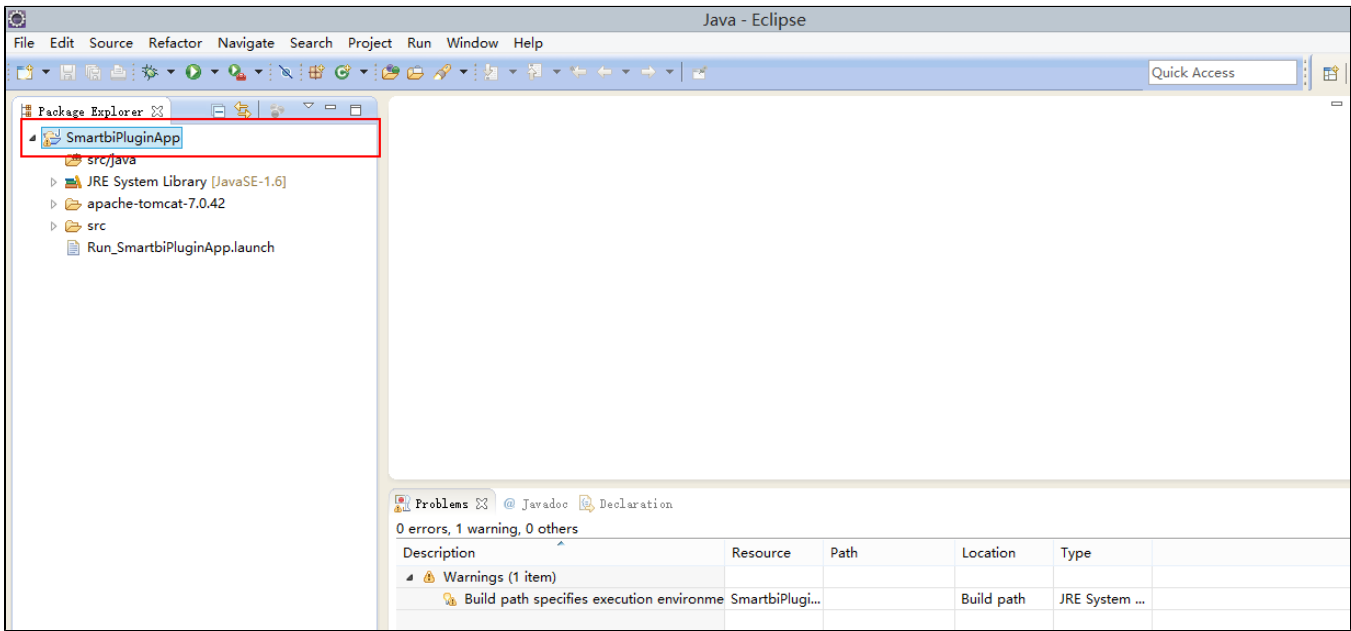 Java - Eclipse
File Edit Source Refactor Navigate Search Project Run Window Help
Quick Access
Package Explorer
SmartbiPluginApp
src/java
JRE System Library [JavaSE-1.6]
apache-tomcat-7.0.42
src
Run_SmartbiPluginApp.launch
Problems @ Javadoc Declaration
0 errors, 1 warning, 0 others
Description Resource Path Location Type
Warnings (1 item)
Build path specifies execution environme SmartbiPlugi... Build path JRE System ...